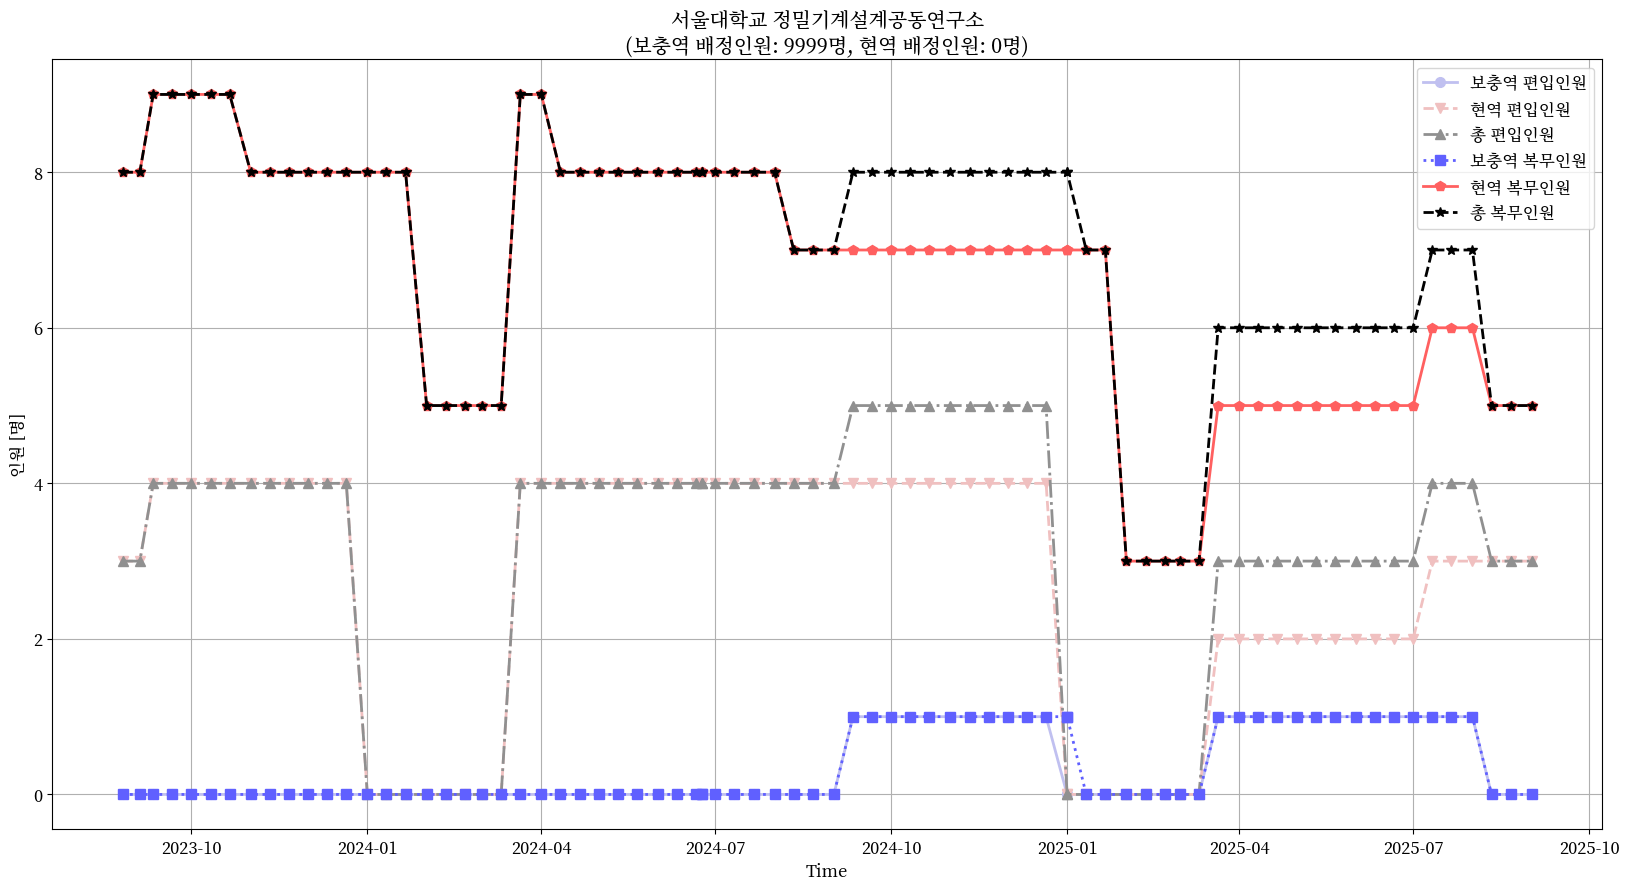 서울대학교 정밀기계설계공동연구소
(보충역 배정인원: 9999명, 현역 배정인원: 0명)
보충역 편입인원
현역 편입인원
총 편입인원
보충역 복무인원
현역 복무인원
총 복무인원
인원 [명]
8
6
4
2
0
2023-10
2024-01
2024-04
2024-07
2024-10
2025-01
2025-04
2025-07
2025-10
Time